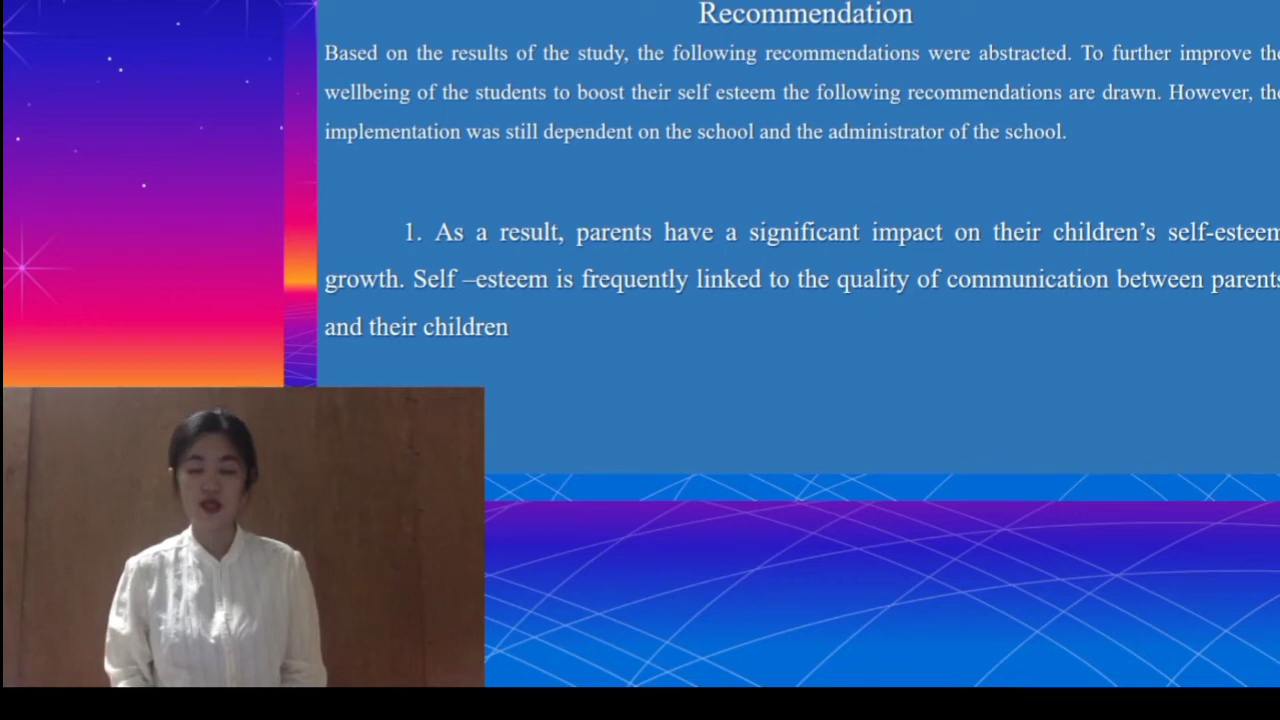 Recommendation
Based on the results of the study, the following recommendations were abstracted. To further improve the
wellbeing of the students to boost their self esteem the following recommendations are drawn. However, the
implementation was still dependent on the school and the administrator of the school.
1. As a result, parents have a significant impact on their children’s self-esteem
growth. Self –esteem is frequently linked to the quality of communication between parents
and their children